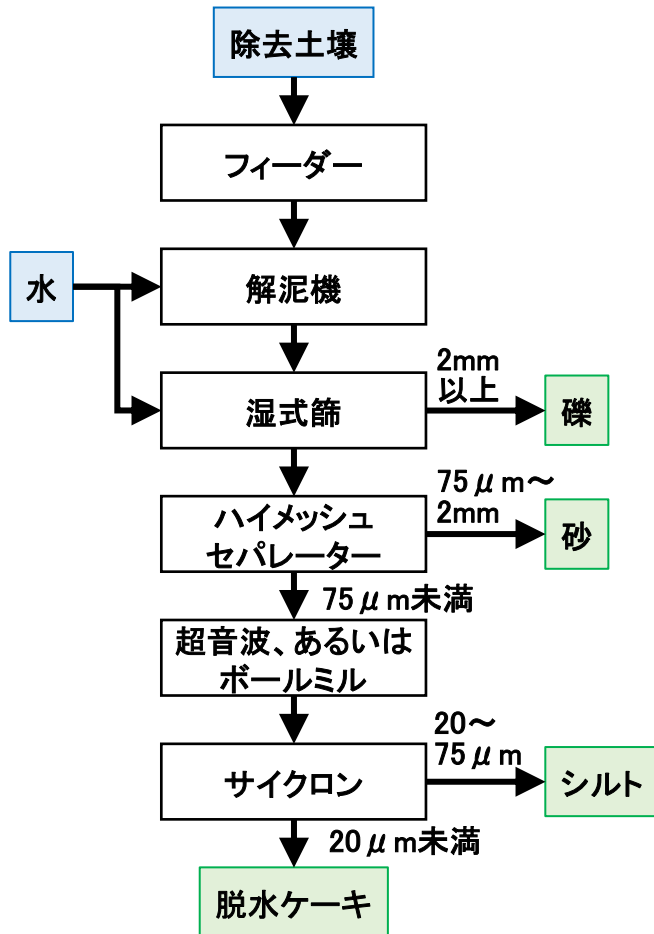 除去土壌
フィーダー
水
解泥機
湿式篩
2mm
以上
礫
ハイメッシュ
セパレーター
75μm～
2mm
砂
75μm未満
超音波、あるいは
ボールミル
サイクロン
20～
75μm
シルト
20μm未満
脱水ケーキ